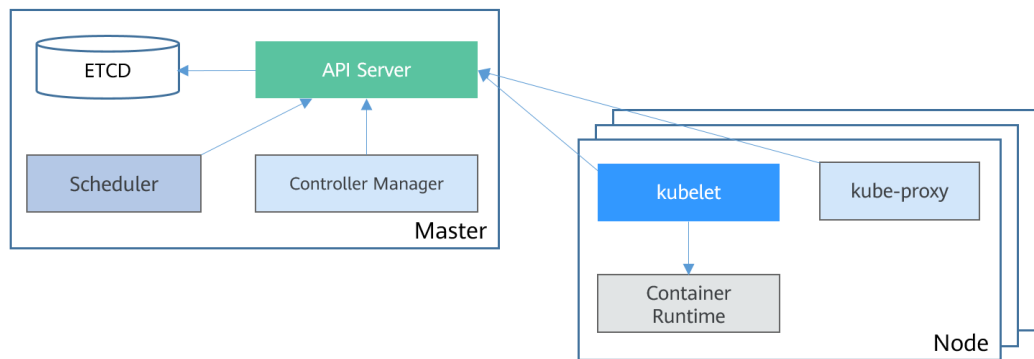 ETCD
API Server
Scheduler
Controller Manager
Master
kubelet
kube-proxy
Container
Runtime
Node